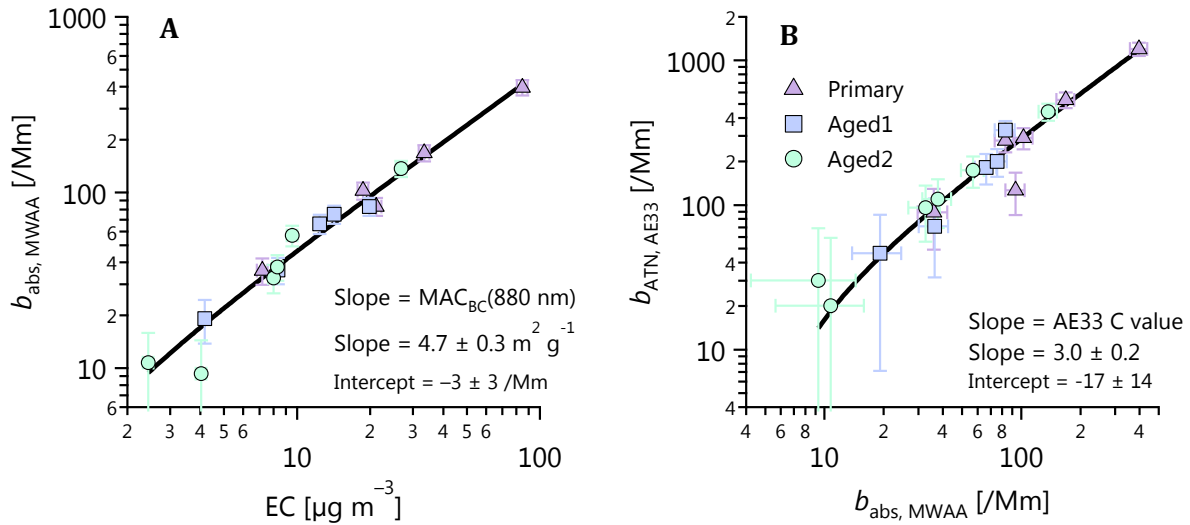 A
1000
6
4
2
100
6
4
2
10
6
b_abs, MWAA [/Mm]
2
3
4
5
6
10
2
3
4
5
6
100
EC [µg m⁻³]
Slope = MAC_BC(880 nm)
Slope = 4.7 ± 0.3 m² g⁻¹
Intercept = –3 ± 3 /Mm
B
Primary
Aged1
Aged2
2
1000
6
4
2
100
6
4
2
10
4
b_ATN, AE33 [/Mm]
4
6
8
10
2
4
6
8
100
2
4
b_abs, MWAA [/Mm]
Slope = AE33 C value
Slope = 3.0 ± 0.2
Intercept = -17 ± 14